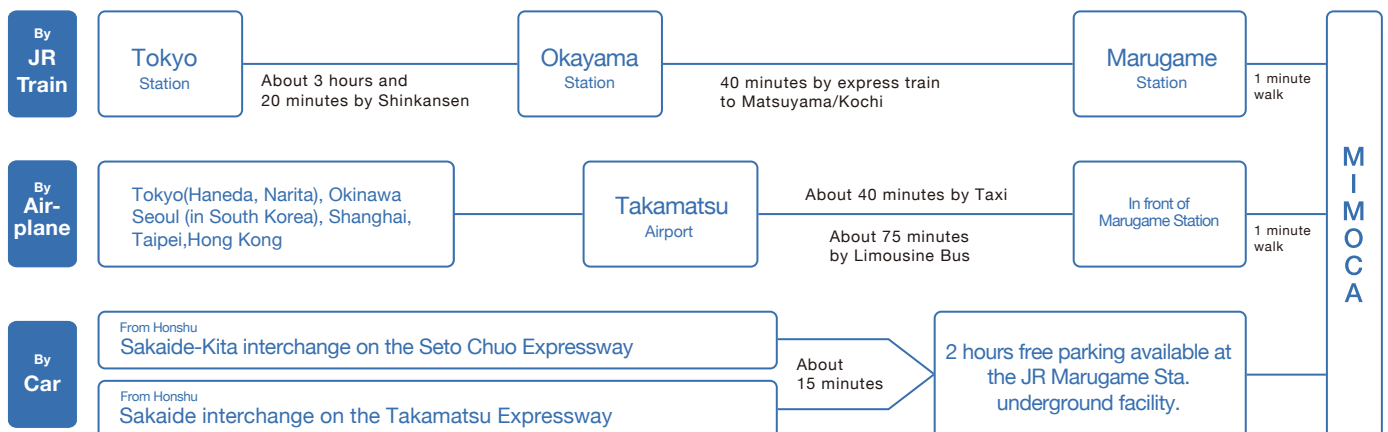 By
JR
Train
Tokyo
Station
About 3 hours and
20 minutes by Shinkansen
Okayama
Station
40 minutes by express train
to Matsuyama/Kochi
Marugame
Station
1 minute
walk
By
Air-
plane
Tokyo(Haneda, Narita), Okinawa
Seoul (in South Korea), Shanghai,
Taipei,Hong Kong
Takamatsu
Airport
About 40 minutes by Taxi
About 75 minutes
by Limousine Bus
In front of
Marugame Station
1 minute
walk
By
Car
From Honshu
Sakaide-Kita interchange on the Seto Chuo Expressway
From Honshu
Sakaide interchange on the Takamatsu Expressway
About
15 minutes
2 hours free parking available at
the JR Marugame Sta.
underground facility.
MIMOCA